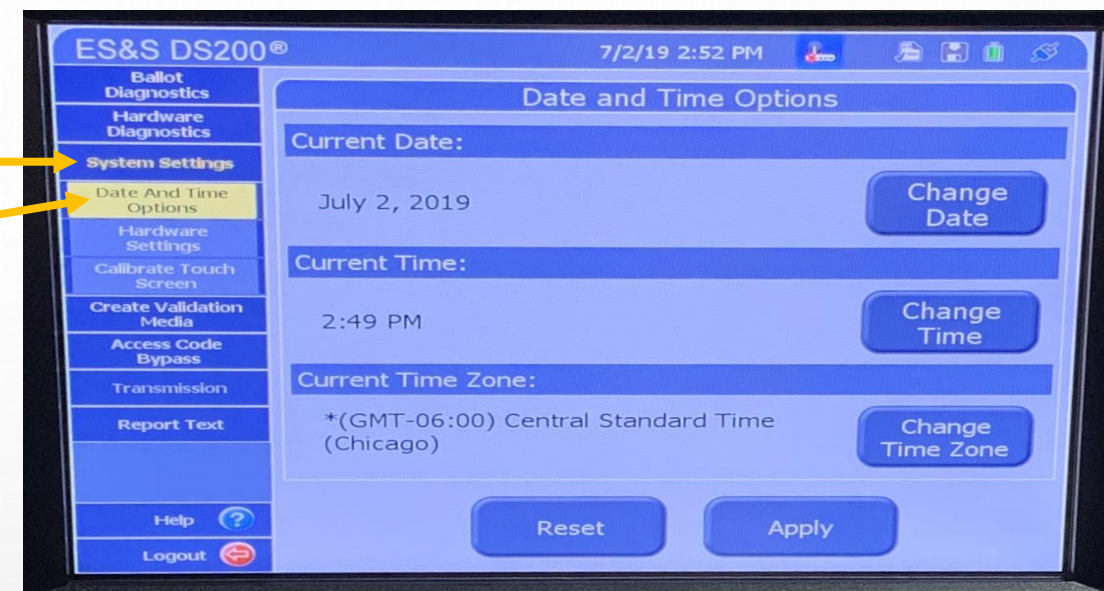 ES&S DS200®
7/2/19 2:52 PM
Ballot
Diagnostics
Hardware
Diagnostics
System Settings
Date And Time
Options
Hardware
Settings
Calibrate Touch
Screen
Create Validation
Media
Access Code
Bypass
Transmission
Report Text
Help
Logout
Date and Time Options
Current Date:
July 2, 2019
Change
Date
Current Time:
2:49 PM
Change
Time
Current Time Zone:
*(GMT-06:00) Central Standard Time
(Chicago)
Change
Time Zone
Reset
Apply